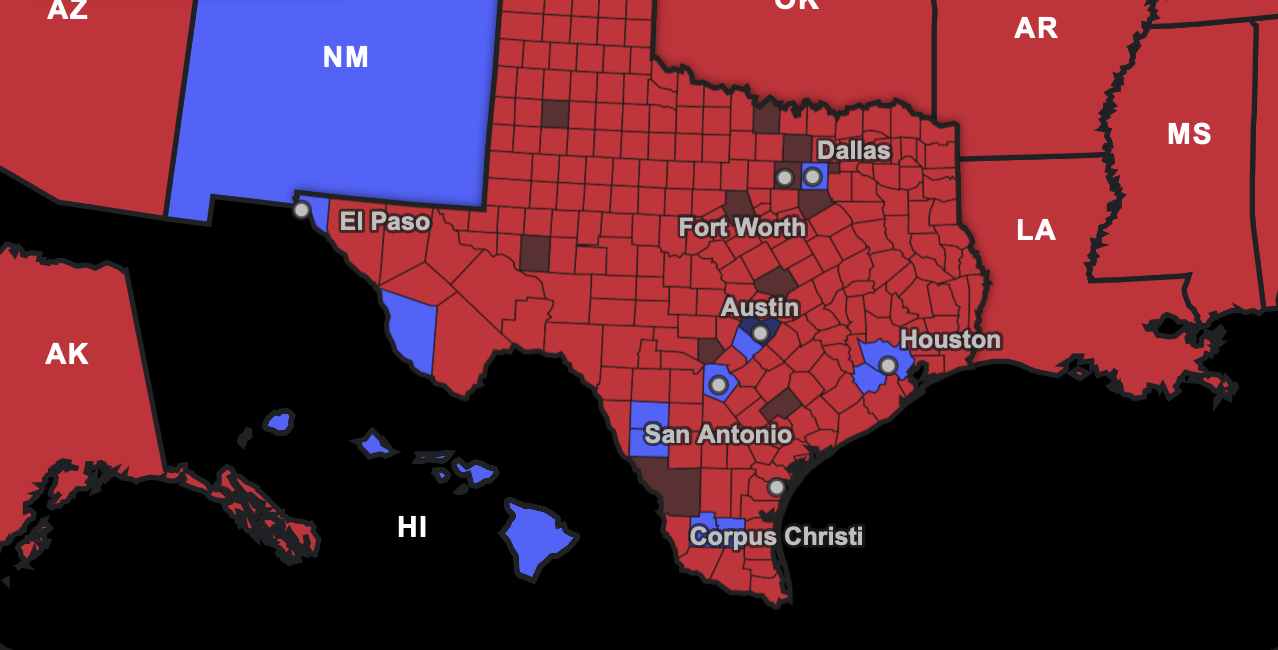 AZ
OK
NM
AR
MS
Dallas
El Paso
Fort Worth
LA
Austin
Houston
AK
San Antonio
HI
Corpus Christi